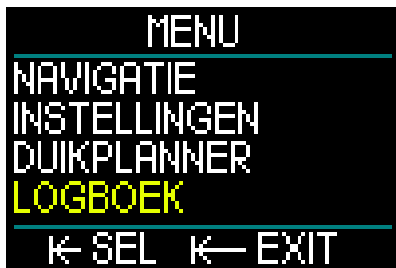 MENU
NAVIGATIE
INSTELLINGEN
DUIKPLANNER
LOGBOEK
SEL EXIT